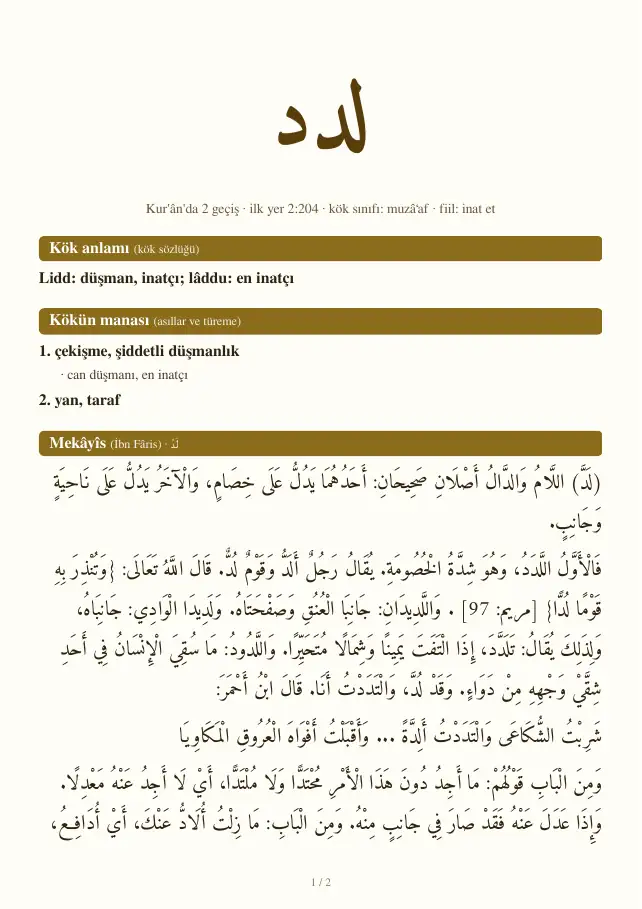 لدد
Kur'ân'da 2 geçiş · ilk yer 2:204 · kök sınıfı: muzâ'af · fiil: inat et
Kök anlamı (kök sözlüğü)
Lidd: düşman, inatçı; lâddu: en inatçı
Kökün manası (asıllar ve türeme)
1. çekişme, şiddetli düşmanlık
· can düşmanı, en inatçı
2. yan, taraf
Mekâyîs (İbn Fâris) · لَدَّ
(لَدَّ) اللَّامُ وَالدَّالُ أَصْلَانِ صَحِيحَانِ: أَحَدُهُمَا يَدُلُّ عَلَى خِصَامٍ، وَالْآخَرُ يَدُلُّ عَلَى نَاحِيَةٍ
وَجَانِبٍ.
فَالْأَوَّلُ اللَّدَدُ، وَهُوَ شِدَّةُ الْخُصُومَةِ. يُقَالُ رَجُلٌ أَلَدُّ وَقَوْمٌ لُدٌّ. قَالَ اللَّهُ تَعَالَى: {وَتُنْذِرَ بِهِ
قَوْمًا لُدًّا} [مريم: 97] . وَاللَّدِيدَانِ: جَانِبَا الْعُنُقِ وَصَفْحَتَاهُ. وَلَدِيدَا الْوَادِي: جَانِبَاهُ،
وَلِذَلِكَ يُقَالُ: تَلَدَّدَ، إِذَا الْتَفَتَ يَمِينًا وَشِمَالًا مُتَحَيِّرًا. وَاللَّدُودُ: مَا سُقِيَ الْإِنْسَانُ فِي أَحَدِ
شِقَّيْ وَجْهِهِ مِنْ دَوَاءٍ. وَقَدْ لُدَّ، وَالْتَدَدْتُ أَنَا. قَالَ ابْنُ أَحْمَرَ:
شَرِبْتُ الشُّكَاعَى وَالْتَدَدْتُ أَلِدَّةً ... وَأَقْبَلْتُ أَفْوَاهَ الْعُرُوقِ الْمَكَاوِيَا
وَمِنَ الْبَابِ قَوْلُهُمْ: مَا أَجِدُ دُونَ هَذَا الْأَمْرِ مُحْتَدًّا وَلَا مُلْتَدًّا، أَيْ لَا أَجِدُ عَنْهُ مَعْدِلًا.
وَإِذَا عَدَلَ عَنْهُ فَقَدْ صَارَ فِي جَانِبٍ مِنْهُ. وَمِنَ الْبَابِ: مَا زِلْتُ أُلَادُّ عَنْكَ، أَيْ أُدَافِعُ،
1 / 2